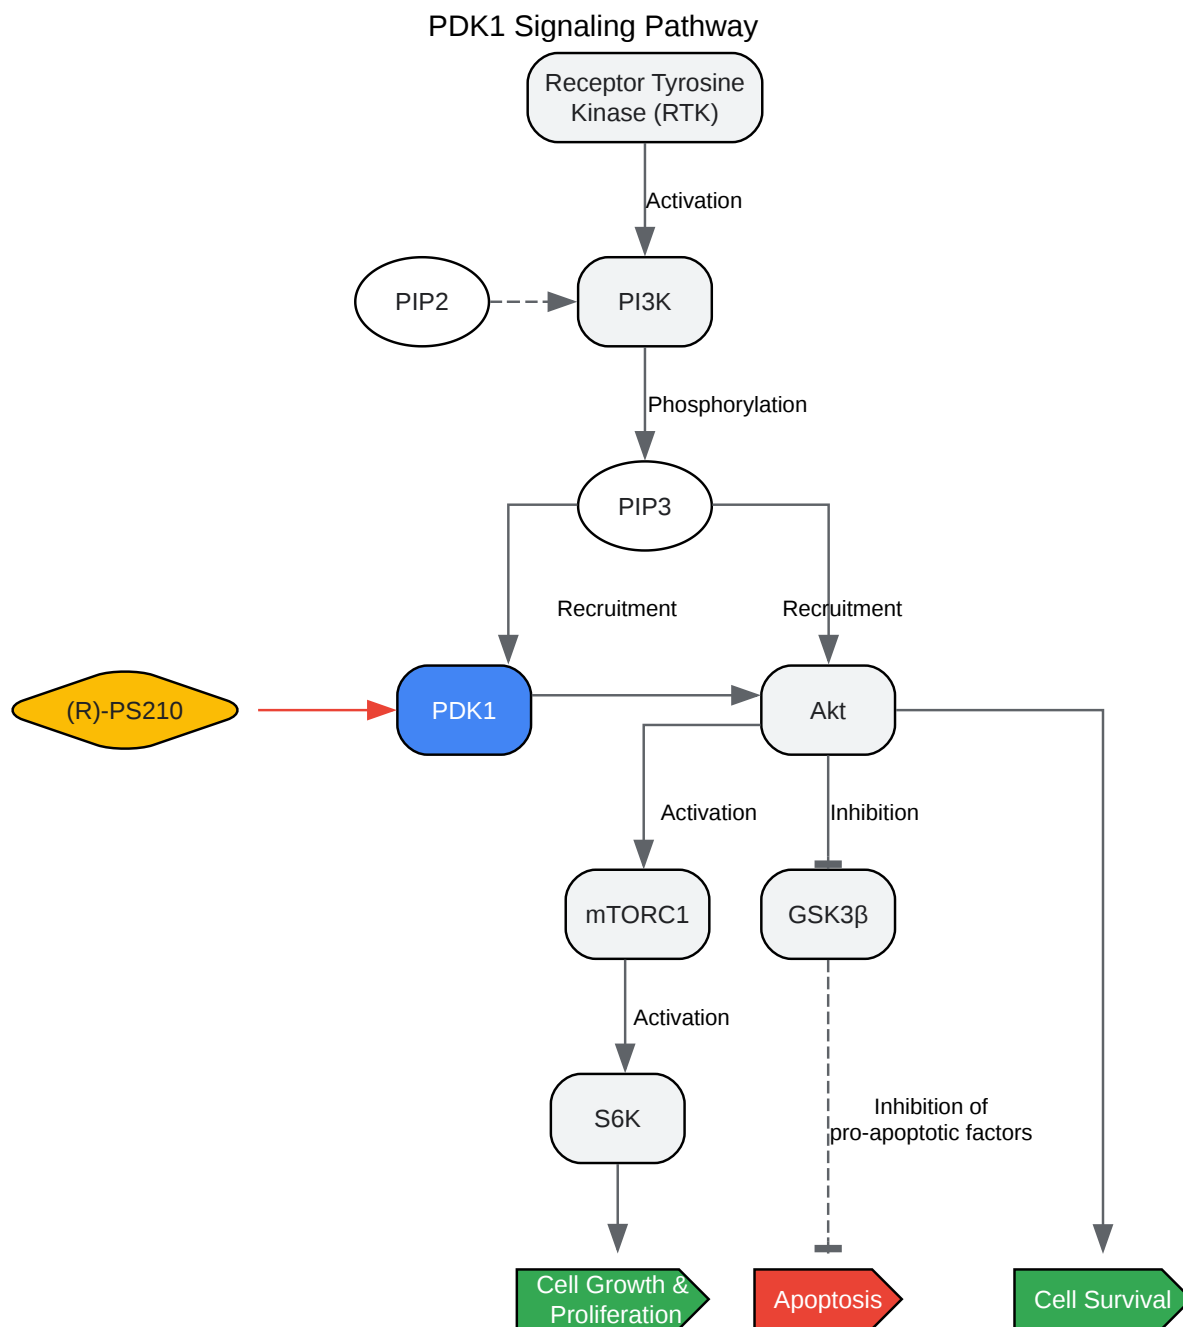 PDK1 Signaling Pathway
Receptor Tyrosine
Kinase (RTK)
Activation
PIP2
PI3K
Phosphorylation
PIP3
Recruitment
Recruitment
(R)-PS210
PDK1
Akt
Activation
Inhibition
mTORC1
GSK3β
Activation
S6K
Inhibition of
pro-apoptotic factors
Cell Growth &
Proliferation
Apoptosis
Cell Survival